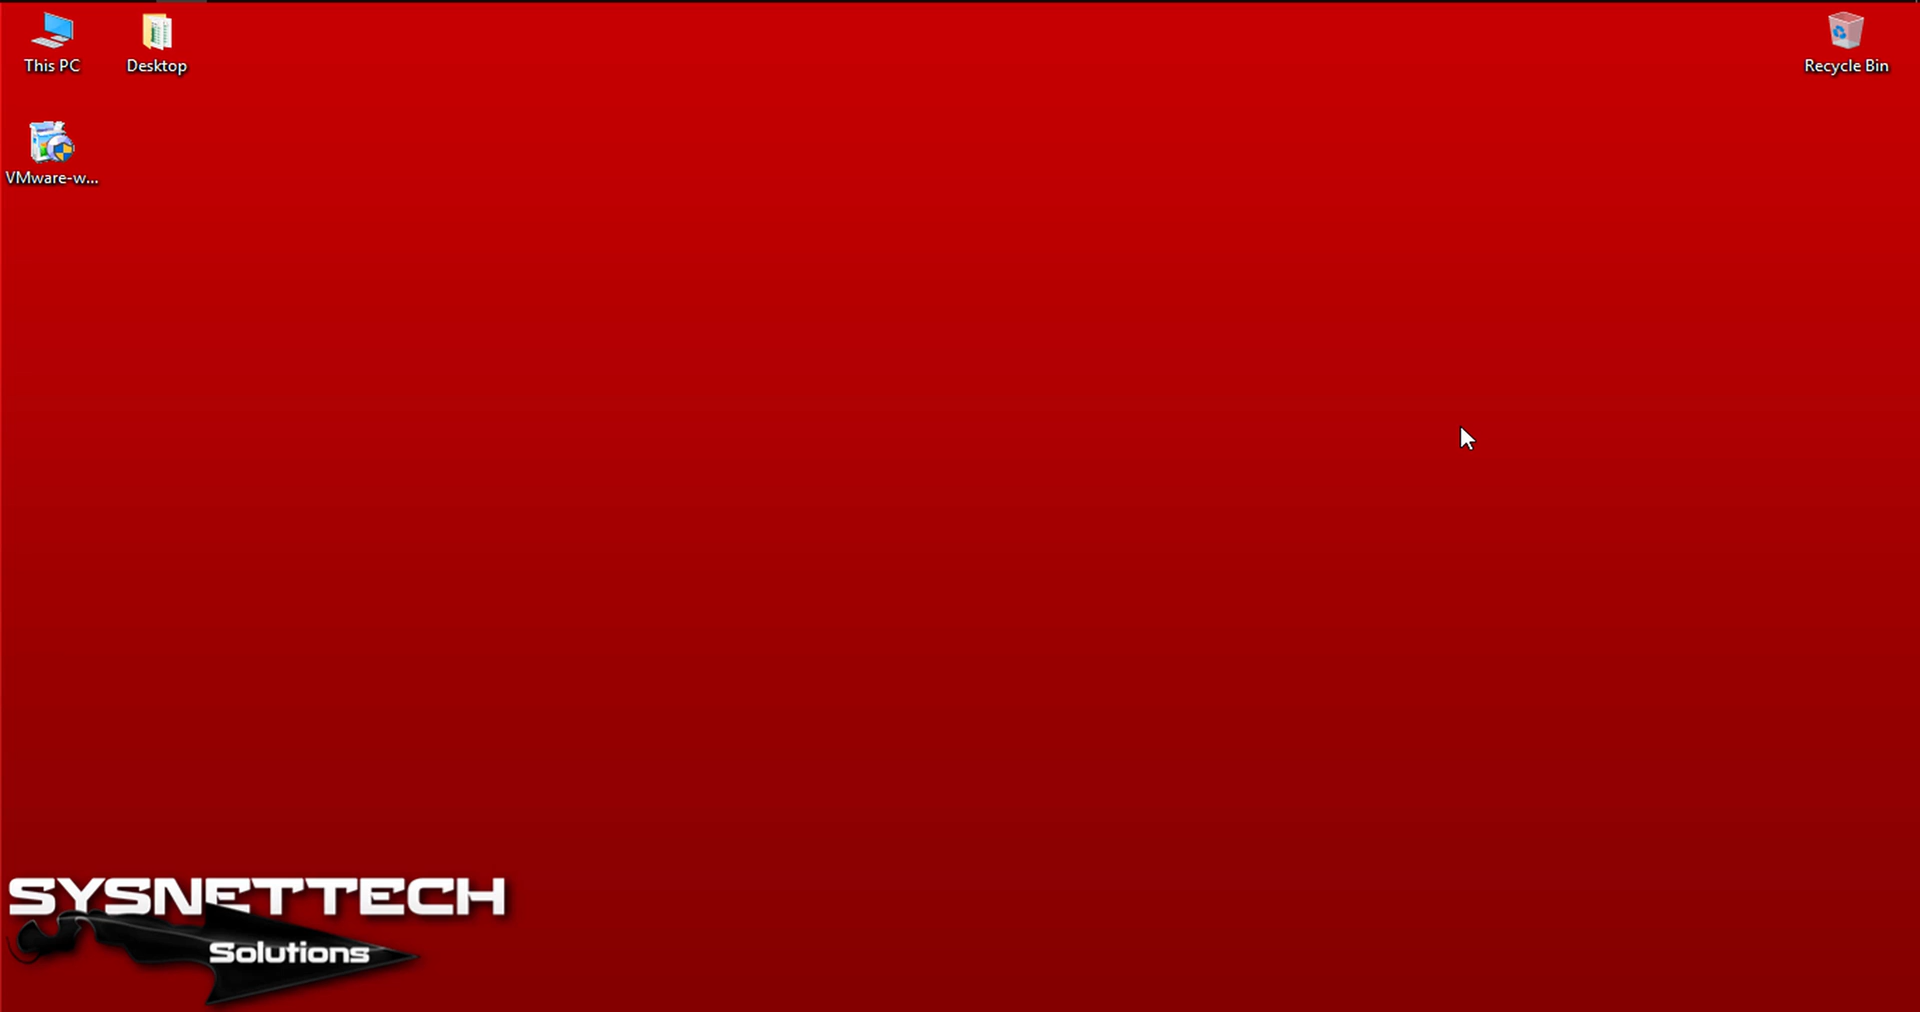 This PC
Desktop
Recycle Bin
VMware-w...
SYSNETTECH
Solutions